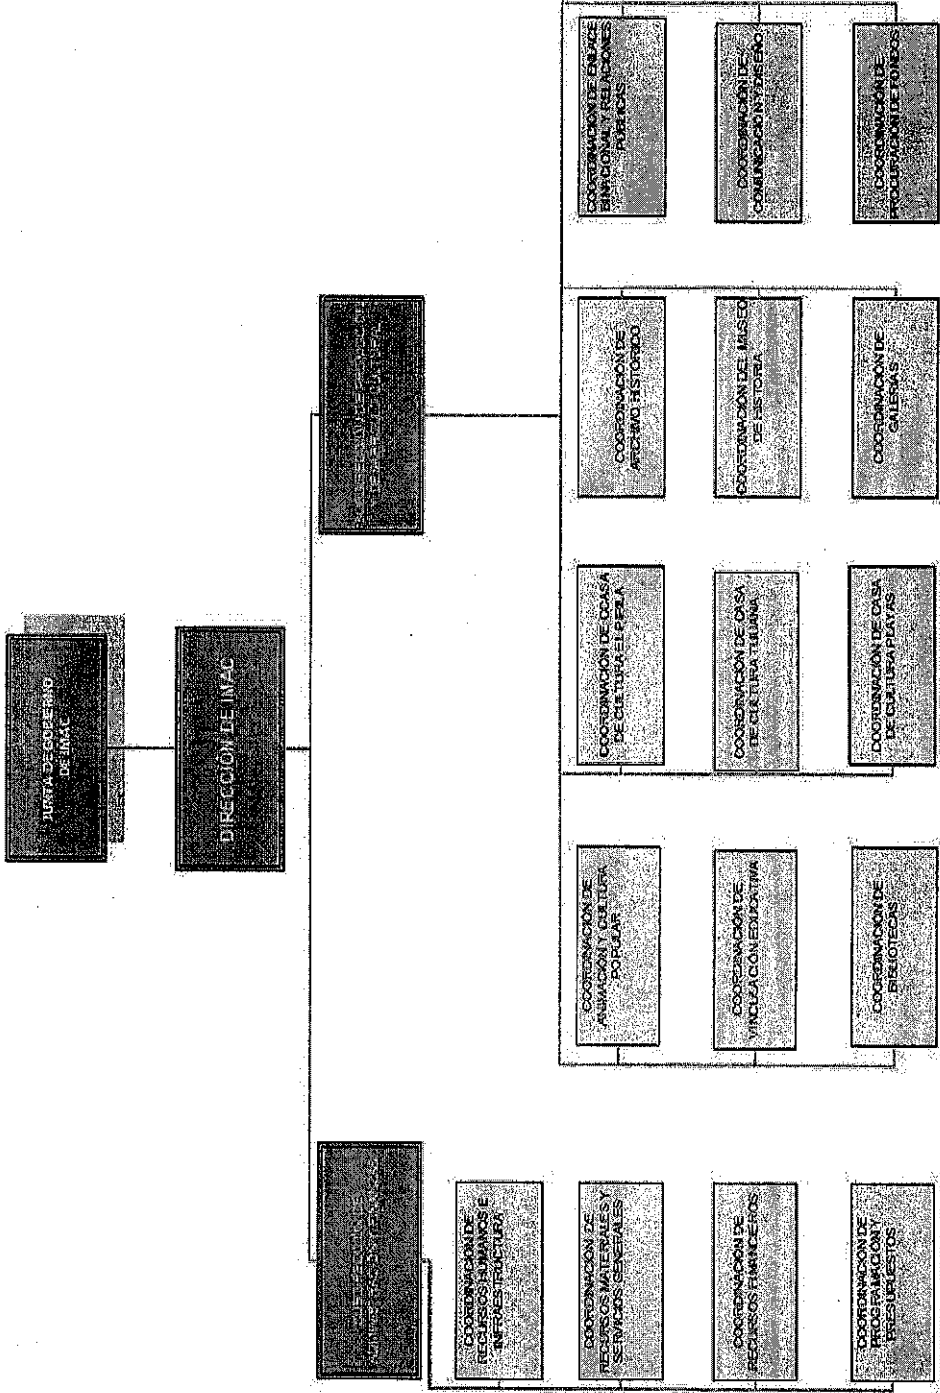 JUNTA DE GOBIERNO
DE IMAC
DIRECCIÓN DE IMAC
COORDINACIÓN DE
RECURSOS HUMANOS E
INFRAESTRUCTURA
COORDINACIÓN DE
RECURSOS MATERIALES Y
SERVICIOS GENERALES
COORDINACIÓN DE
RECURSOS FINANCIEROS
COORDINACIÓN DE
PROGRAMACIÓN Y
PRESUPUESTOS
COORDINACIÓN DE
ANIMACIÓN Y CULTURA
POPULAR
COORDINACIÓN DE
VINCULACIÓN EDUCATIVA
COORDINACIÓN DE
BIBLIOTECAS
COORDINACIÓN DE CCASA
DE CULTURA EL PIPILA
COORDINACIÓN DE CASA
DE CULTURA TIJUANA
COORDINACIÓN DE CASA
DE CULTURA PLAYAS
COORDINACIÓN DE
ARCHIVO HISTÓRICO
COORDINACIÓN DEL MUSEO
DE HISTORIA
COORDINACIÓN DE
GALERÍAS
COORDINACIÓN DE ENLACE
BINACIONAL Y RELACIONES
PÚBLICAS
COORDINACIÓN DE
COMUNICACIÓN Y DISEÑO
COORDINACIÓN DE
PROCURACIÓN DE FONDOS